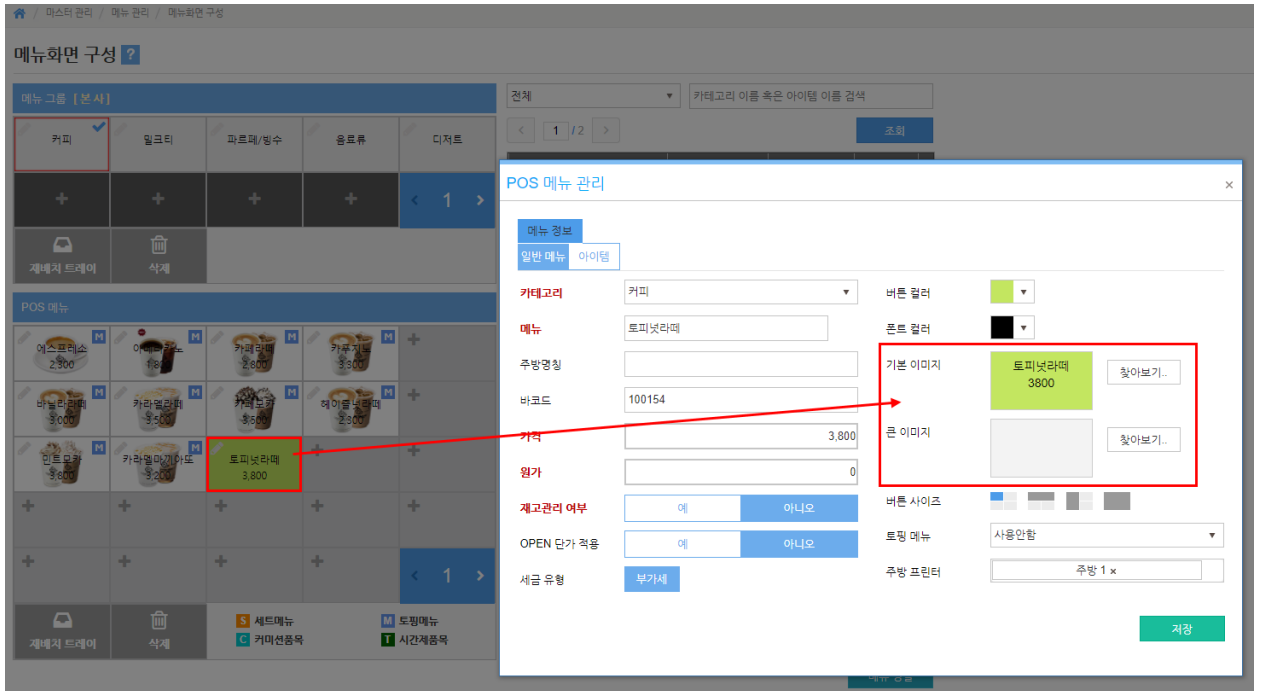 / 마스터 관리 / 메뉴 관리 / 메뉴화면 구성
메뉴화면 구성 ?
메뉴 그룹 [본사]
커피 밀크티 파르페/빙수 음료류 디저트
+ + + + < 1 >
재배치 트레이 삭제
전체 카테고리 이름 혹은 아이템 이름 검색
< 1 / 2 > 조회
POS 메뉴
에스프레소 M 아메리카노 카페라떼 M 카푸치노 M +
2,300 1,800 2,600 3,300
바닐라라떼 M 카라멜라떼 M 카페모카 M 헤이즐넛라떼 M +
3,000 3,500 3,500 2,800
민트모카 M 카라멜마끼아또 M 토피넛라떼 + +
3,800 3,200 3,800
+ + + + +
+ + + + < 1 >
재배치 트레이 삭제
S 세트메뉴 M 토핑메뉴
C 커미션품목 T 시간제품목
POS 메뉴 관리 ×
메뉴 정보
일반 메뉴 아이템
카테고리 커피
메뉴 토피넛라떼
주방명칭
바코드 100154
가격 3,800
원가 0
재고관리 여부 예 아니오
OPEN 단가 적용 예 아니오
세금 유형 부가세
버튼 컬러
폰트 컬러
기본 이미지 토피넛라떼 찾아보기..
3800
큰 이미지 찾아보기..
버튼 사이즈
토핑 메뉴 사용안함
주방 프린터 주방 1 ×
저장